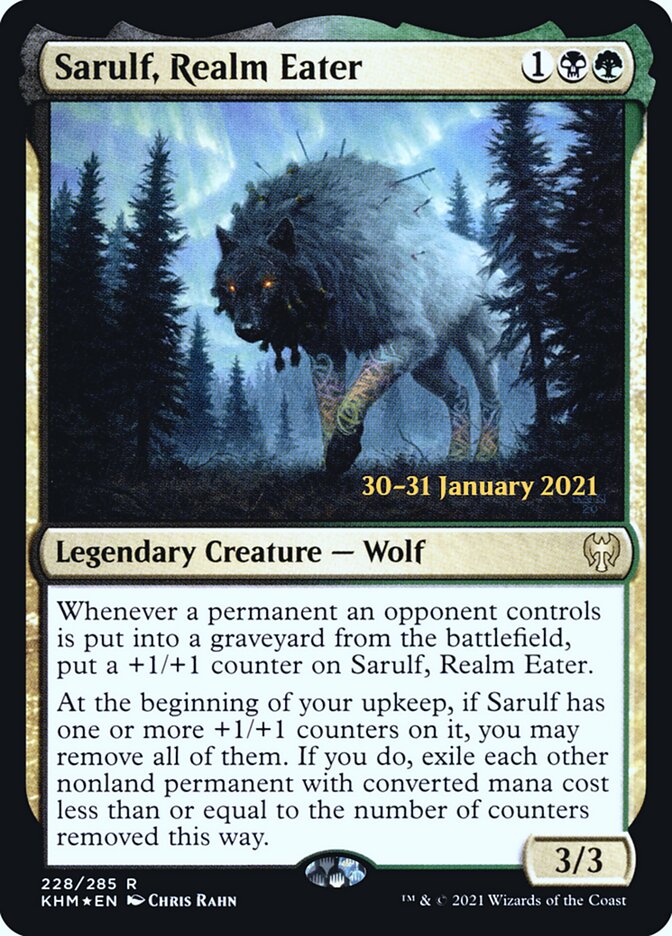 Sarulf, Realm Eater 1
30–31 January 2021
Legendary Creature — Wolf
Whenever a permanent an opponent controls
is put into a graveyard from the battlefield,
put a +1/+1 counter on Sarulf, Realm Eater.
At the beginning of your upkeep, if Sarulf has
one or more +1/+1 counters on it, you may
remove all of them. If you do, exile each other
nonland permanent with converted mana cost
less than or equal to the number of counters
removed this way.
3/3
228/285 R
KHM★EN Chris Rahn
™ & © 2021 Wizards of the Coast